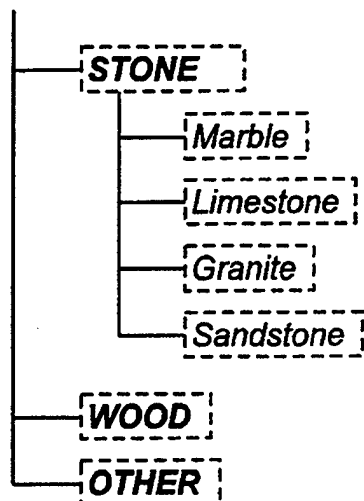 STONE
Marble
Limestone
Granite
Sandstone
WOOD
OTHER